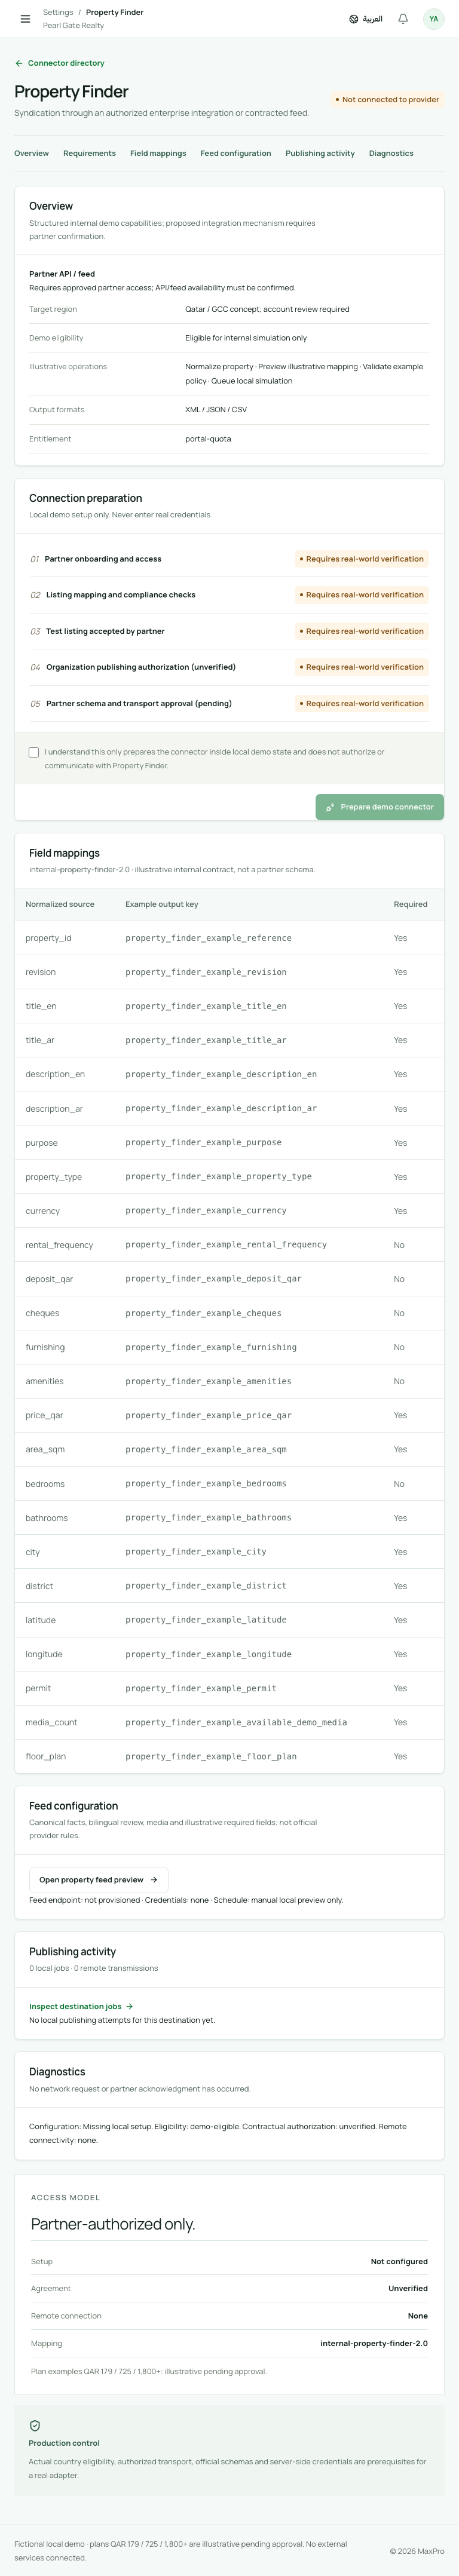 Settings / Property Finder
Pearl Gate Realty
العربية
YA
Connector directory
Property Finder
Syndication through an authorized enterprise integration or contracted feed.
Not connected to provider
Overview Requirements Field mappings Feed configuration Publishing activity Diagnostics
Overview
Structured internal demo capabilities; proposed integration mechanism requires
partner confirmation.
Partner API / feed
Requires approved partner access; API/feed availability must be confirmed.
Target region Qatar / GCC concept; account review required
Demo eligibility Eligible for internal simulation only
Illustrative operations Normalize property · Preview illustrative mapping · Validate example
policy · Queue local simulation
Output formats XML / JSON / CSV
Entitlement portal-quota
Connection preparation
Local demo setup only. Never enter real credentials.
01 Partner onboarding and access Requires real-world verification
02 Listing mapping and compliance checks Requires real-world verification
03 Test listing accepted by partner Requires real-world verification
04 Organization publishing authorization (unverified) Requires real-world verification
05 Partner schema and transport approval (pending) Requires real-world verification
I understand this only prepares the connector inside local demo state and does not authorize or
communicate with Property Finder.
Prepare demo connector
Field mappings
internal-property-finder-2.0 · illustrative internal contract, not a partner schema.
Normalized source Example output key Required
property_id property_finder_example_reference Yes
revision property_finder_example_revision Yes
title_en property_finder_example_title_en Yes
title_ar property_finder_example_title_ar Yes
description_en property_finder_example_description_en Yes
description_ar property_finder_example_description_ar Yes
purpose property_finder_example_purpose Yes
property_type property_finder_example_property_type Yes
currency property_finder_example_currency Yes
rental_frequency property_finder_example_rental_frequency No
deposit_qar property_finder_example_deposit_qar No
cheques property_finder_example_cheques No
furnishing property_finder_example_furnishing No
amenities property_finder_example_amenities No
price_qar property_finder_example_price_qar Yes
area_sqm property_finder_example_area_sqm Yes
bedrooms property_finder_example_bedrooms No
bathrooms property_finder_example_bathrooms Yes
city property_finder_example_city Yes
district property_finder_example_district Yes
latitude property_finder_example_latitude Yes
longitude property_finder_example_longitude Yes
permit property_finder_example_permit Yes
media_count property_finder_example_available_demo_media Yes
floor_plan property_finder_example_floor_plan Yes
Feed configuration
Canonical facts, bilingual review, media and illustrative required fields; not official
provider rules.
Open property feed preview
Feed endpoint: not provisioned · Credentials: none · Schedule: manual local preview only.
Publishing activity
0 local jobs · 0 remote transmissions
Inspect destination jobs
No local publishing attempts for this destination yet.
Diagnostics
No network request or partner acknowledgment has occurred.
Configuration: Missing local setup. Eligibility: demo-eligible. Contractual authorization: unverified. Remote
connectivity: none.
ACCESS MODEL
Partner-authorized only.
Setup Not configured
Agreement Unverified
Remote connection None
Mapping internal-property-finder-2.0
Plan examples QAR 179 / 725 / 1,800+: illustrative pending approval.
Production control
Actual country eligibility, authorized transport, official schemas and server-side credentials are prerequisites for
a real adapter.
Fictional local demo · plans QAR 179 / 725 / 1,800+ are illustrative pending approval. No external
services connected.
© 2026 MaxPro